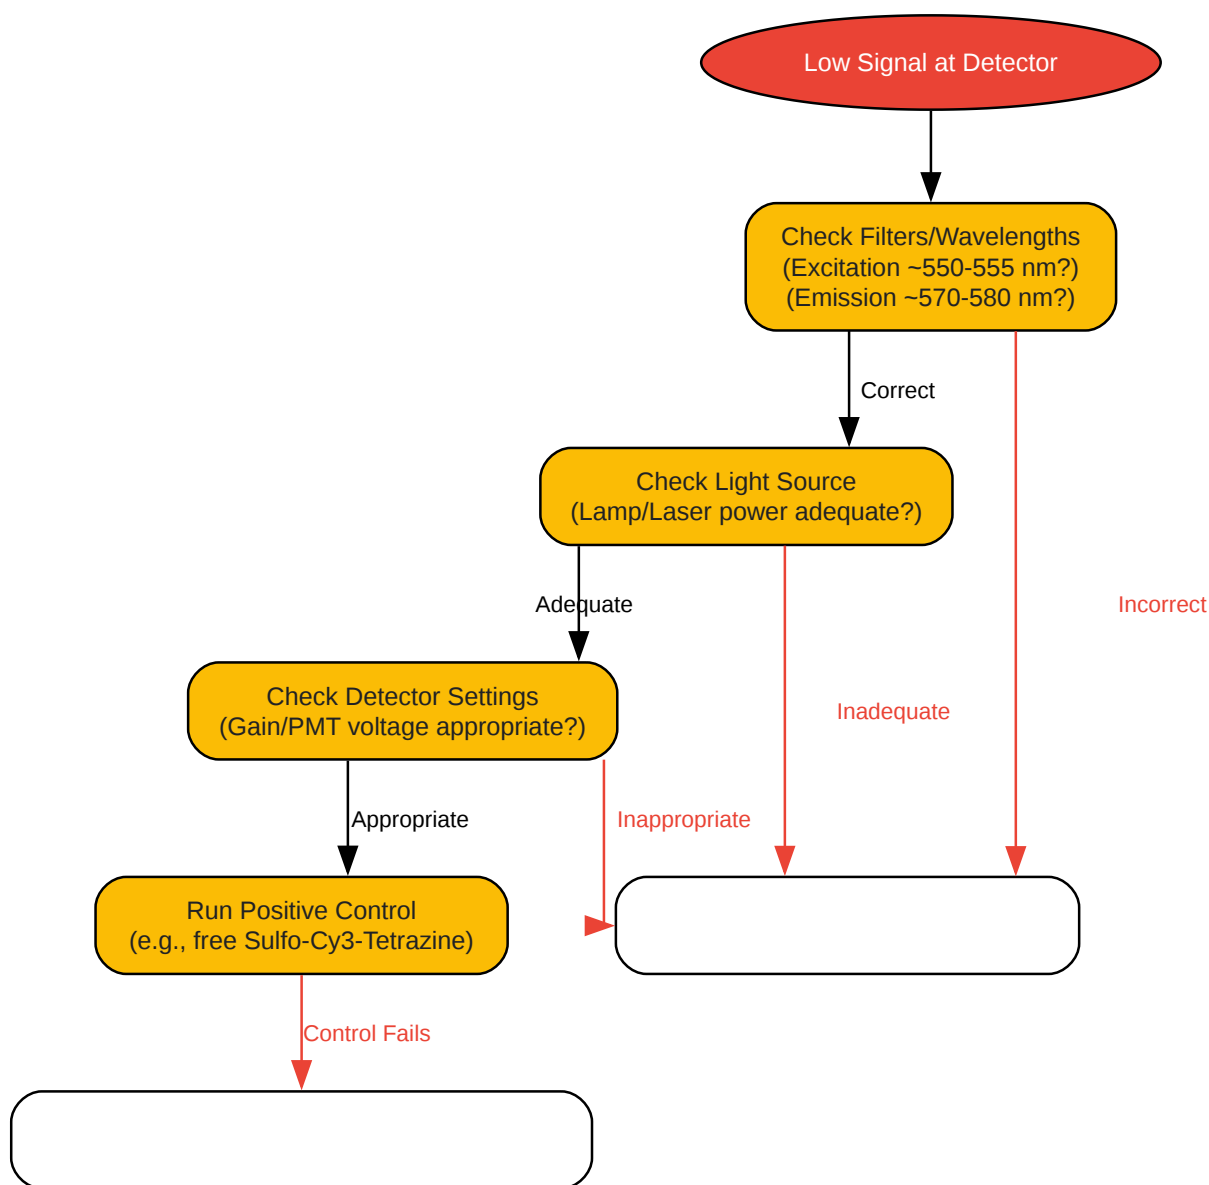 Low Signal at Detector
Check Filters/Wavelengths
(Excitation ~550-555 nm?)
(Emission ~570-580 nm?)
Correct
Check Light Source
(Lamp/Laser power adequate?)
Adequate
Incorrect
Check Detector Settings
(Gain/PMT voltage appropriate?)
Inadequate
Appropriate
Inappropriate
Run Positive Control
(e.g., free Sulfo-Cy3-Tetrazine)
Control Fails